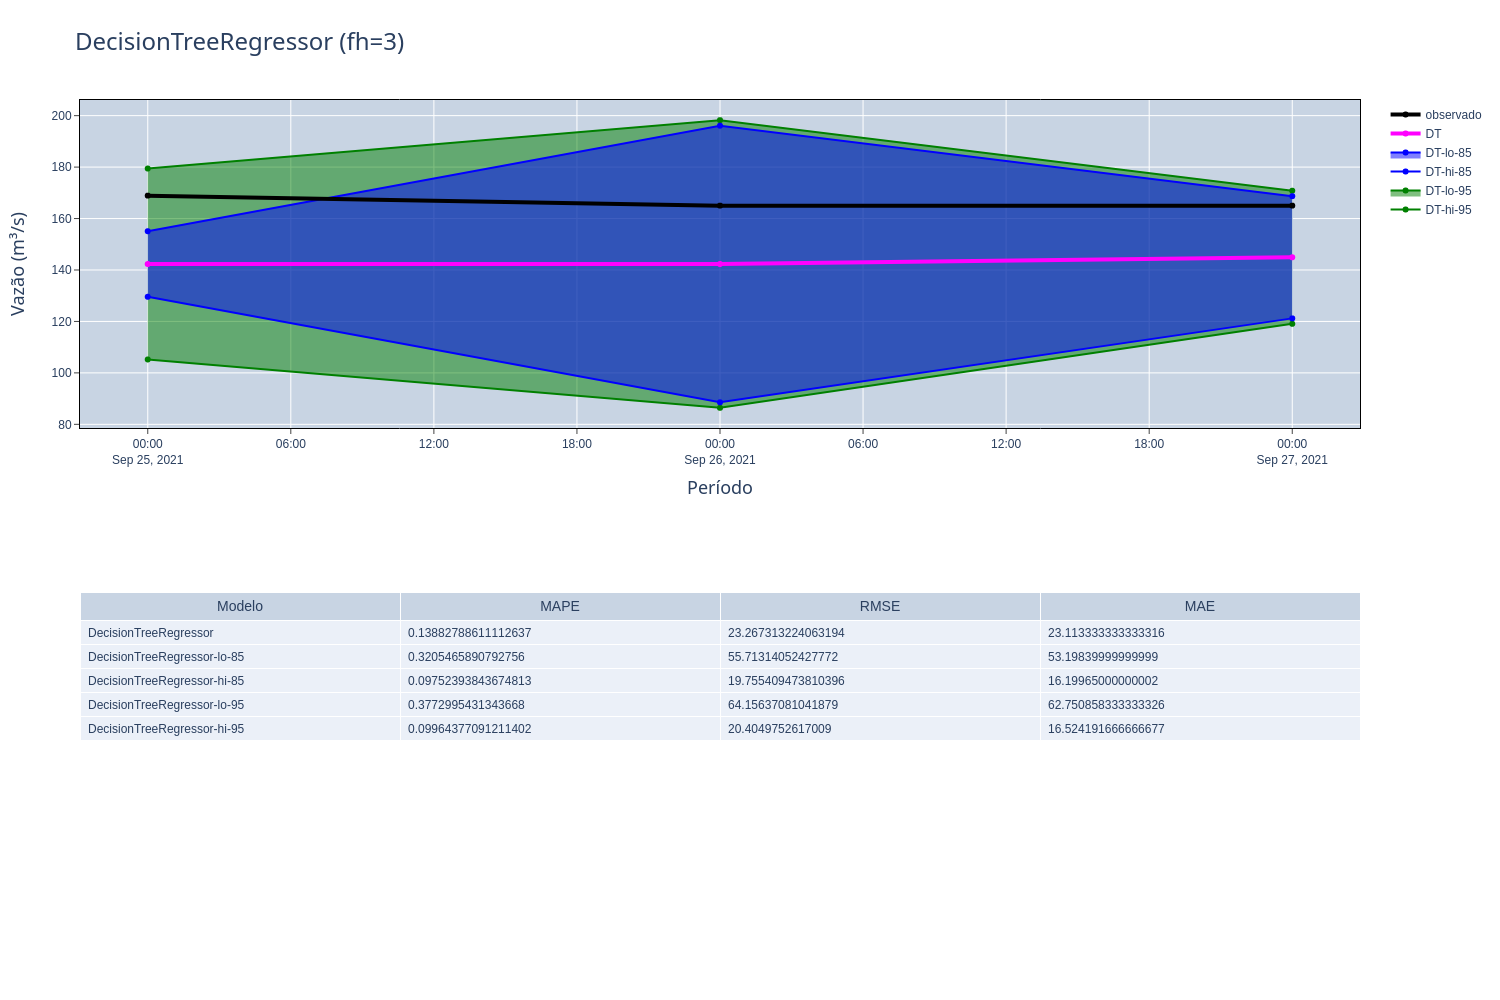 DecisionTreeRegressor (fh=3)
Vazão (m³/s)
200
180
160
140
120
100
80
00:00 06:00 12:00 18:00 00:00 06:00 12:00 18:00 00:00
Sep 25, 2021 Sep 26, 2021 Sep 27, 2021
Período
observado
DT
DT-lo-85
DT-hi-85
DT-lo-95
DT-hi-95
Modelo MAPE RMSE MAE
DecisionTreeRegressor 0.13882788611112637 23.267313224063194 23.113333333333316
DecisionTreeRegressor-lo-85 0.3205465890792756 55.71314052427772 53.19839999999999
DecisionTreeRegressor-hi-85 0.09752393843674813 19.755409473810396 16.19965000000002
DecisionTreeRegressor-lo-95 0.3772995431343668 64.15637081041879 62.750858333333326
DecisionTreeRegressor-hi-95 0.09964377091211402 20.4049752617009 16.524191666666677